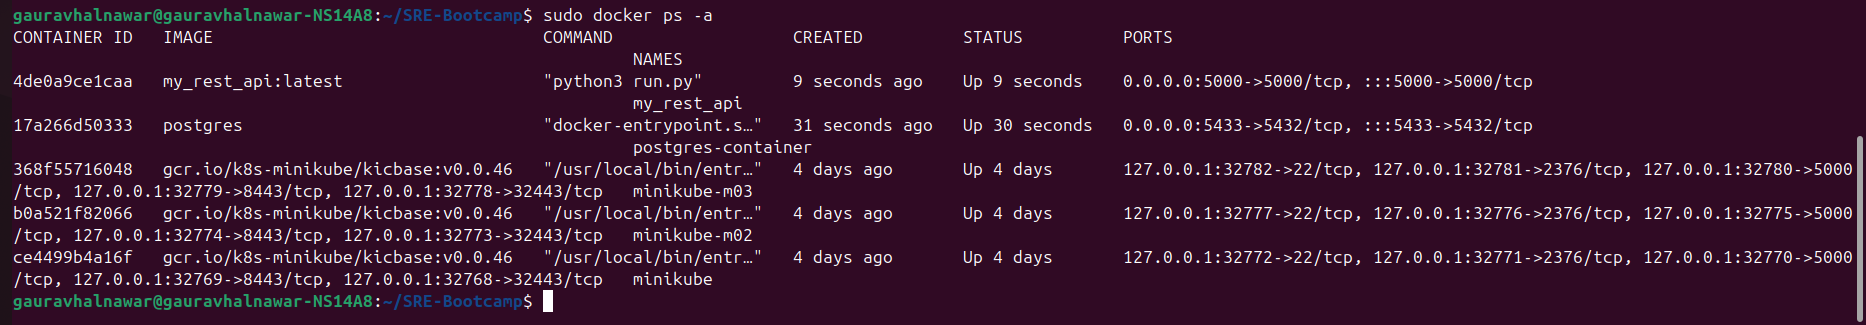 gauravhalnawar@gauravhalnawar-NS14A8:~/SRE-Bootcamp$ sudo docker ps -a
CONTAINER ID   IMAGE                                 COMMAND                  CREATED          STATUS          PORTS
                                                              NAMES
4de0a9ce1caa   my_rest_api:latest                    "python3 run.py"         9 seconds ago    Up 9 seconds    0.0.0.0:5000->5000/tcp, :::5000->5000/tcp
                                                              my_rest_api
17a266d50333   postgres                              "docker-entrypoint.s…"   31 seconds ago   Up 30 seconds   0.0.0.0:5433->5432/tcp, :::5433->5432/tcp
                                                              postgres-container
368f55716048   gcr.io/k8s-minikube/kicbase:v0.0.46   "/usr/local/bin/entr…"   4 days ago       Up 4 days       127.0.0.1:32782->22/tcp, 127.0.0.1:32781->2376/tcp, 127.0.0.1:32780->5000
/tcp, 127.0.0.1:32779->8443/tcp, 127.0.0.1:32778->32443/tcp   minikube-m03
b0a521f82066   gcr.io/k8s-minikube/kicbase:v0.0.46   "/usr/local/bin/entr…"   4 days ago       Up 4 days       127.0.0.1:32777->22/tcp, 127.0.0.1:32776->2376/tcp, 127.0.0.1:32775->5000
/tcp, 127.0.0.1:32774->8443/tcp, 127.0.0.1:32773->32443/tcp   minikube-m02
ce4499b4a16f   gcr.io/k8s-minikube/kicbase:v0.0.46   "/usr/local/bin/entr…"   4 days ago       Up 4 days       127.0.0.1:32772->22/tcp, 127.0.0.1:32771->2376/tcp, 127.0.0.1:32770->5000
/tcp, 127.0.0.1:32769->8443/tcp, 127.0.0.1:32768->32443/tcp   minikube
gauravhalnawar@gauravhalnawar-NS14A8:~/SRE-Bootcamp$